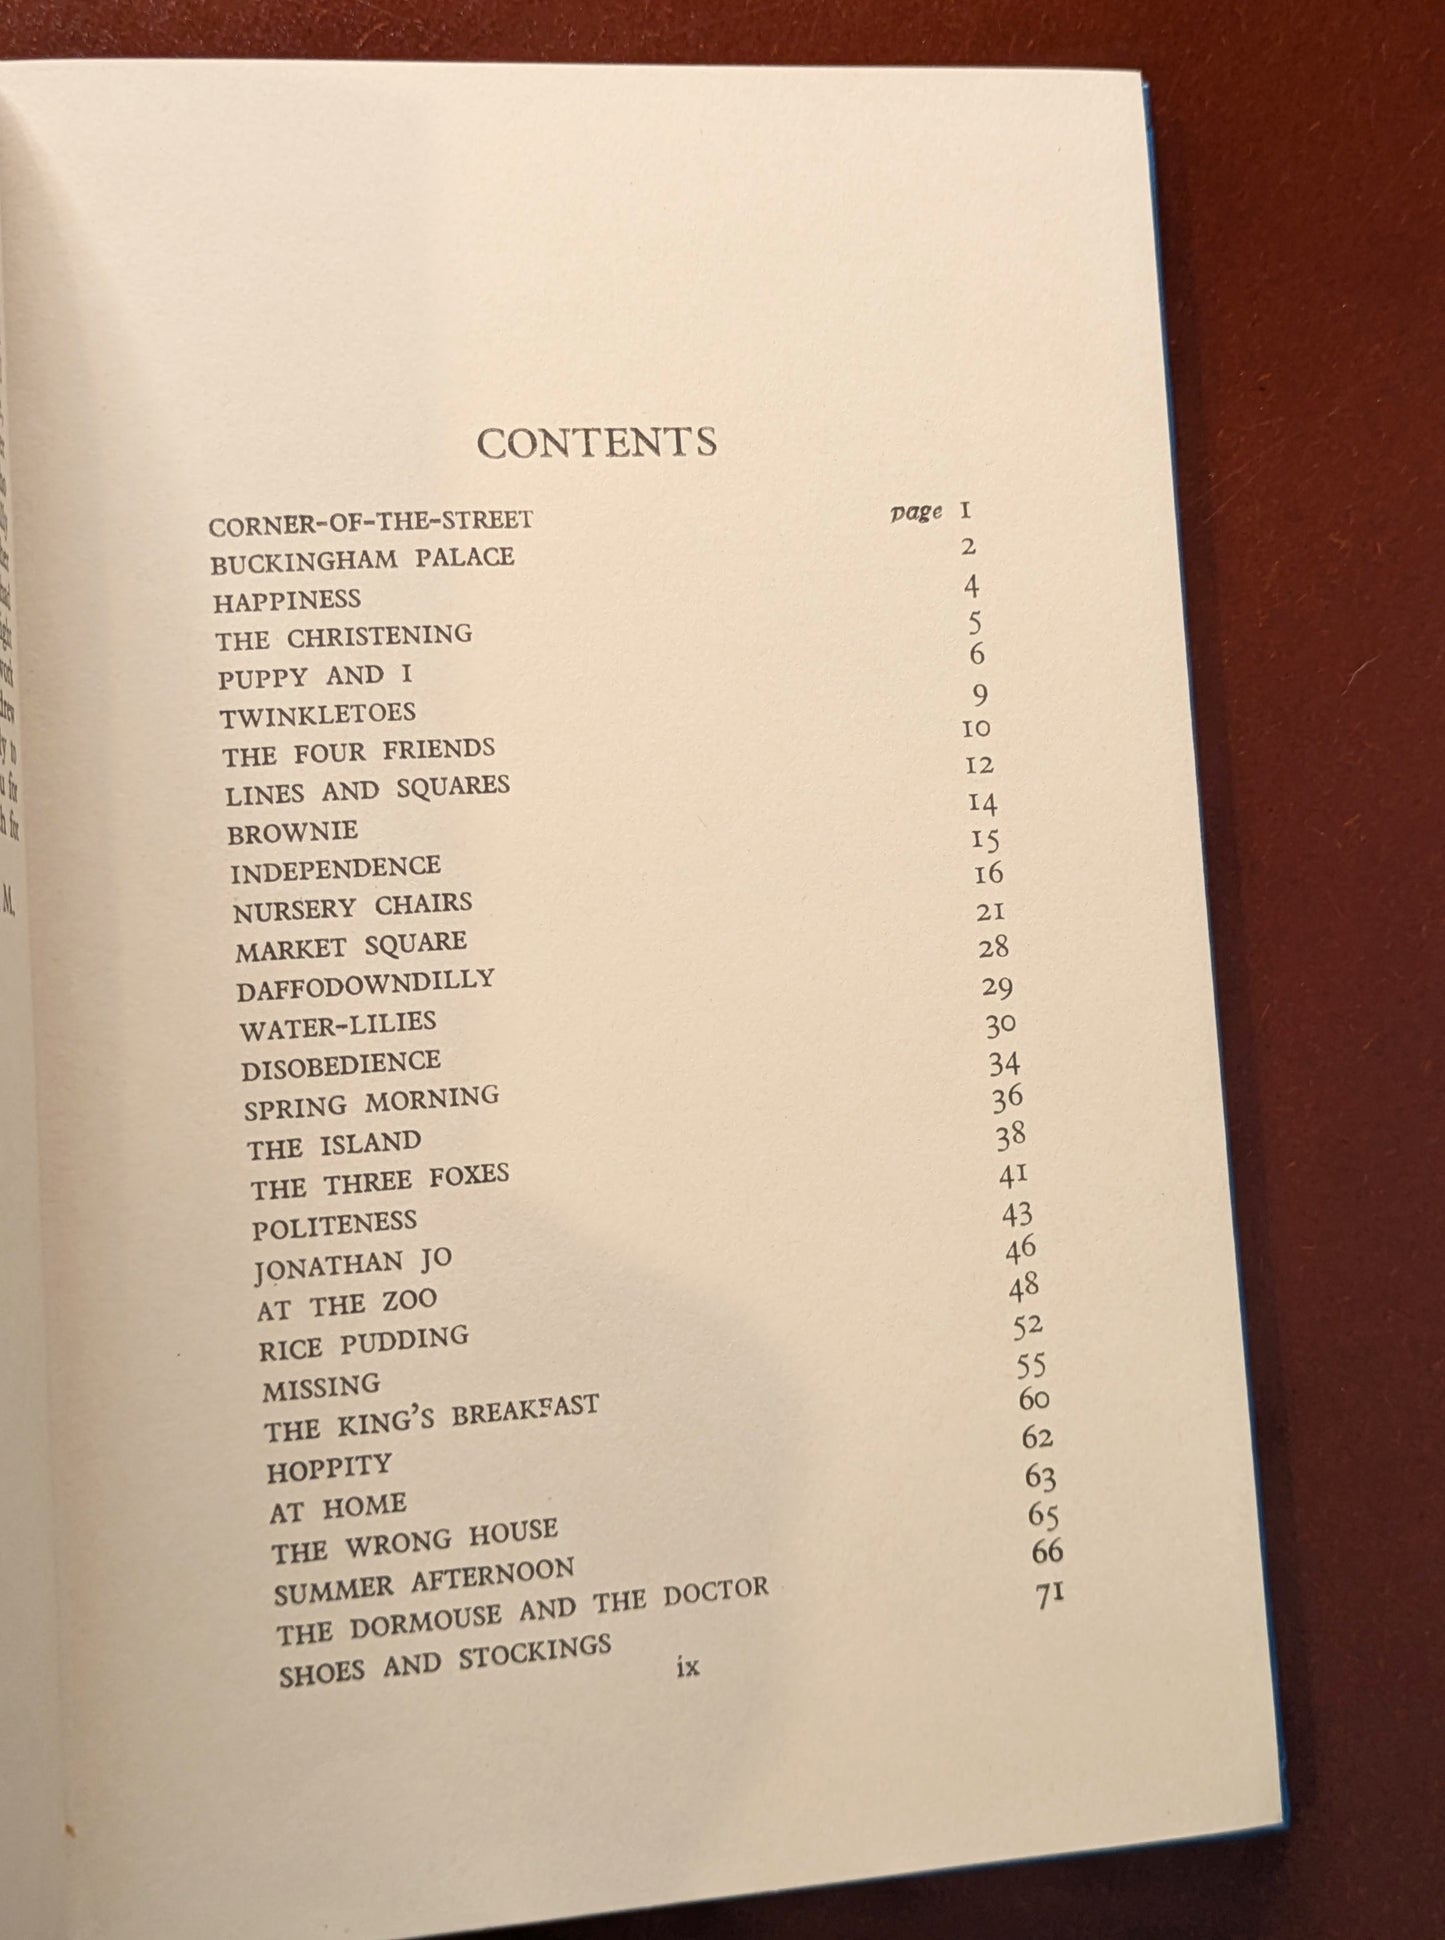 to
for
for
M.
CONTENTS
CORNER-OF-THE-STREET page 1
BUCKINGHAM PALACE 2
HAPPINESS 4
THE CHRISTENING 5
PUPPY AND I 6
TWINKLETOES 9
THE FOUR FRIENDS 10
LINES AND SQUARES 12
BROWNIE 14
INDEPENDENCE 15
NURSERY CHAIRS 16
MARKET SQUARE 21
DAFFODOWNDILLY 28
WATER-LILIES 29
DISOBEDIENCE 30
SPRING MORNING 34
THE ISLAND 36
THE THREE FOXES 38
POLITENESS 41
JONATHAN JO 43
AT THE ZOO 46
RICE PUDDING 48
MISSING 52
THE KING'S BREAKFAST 55
HOPPITY 60
AT HOME 62
THE WRONG HOUSE 63
SUMMER AFTERNOON 65
THE DORMOUSE AND THE DOCTOR 66
SHOES AND STOCKINGS 71
ix